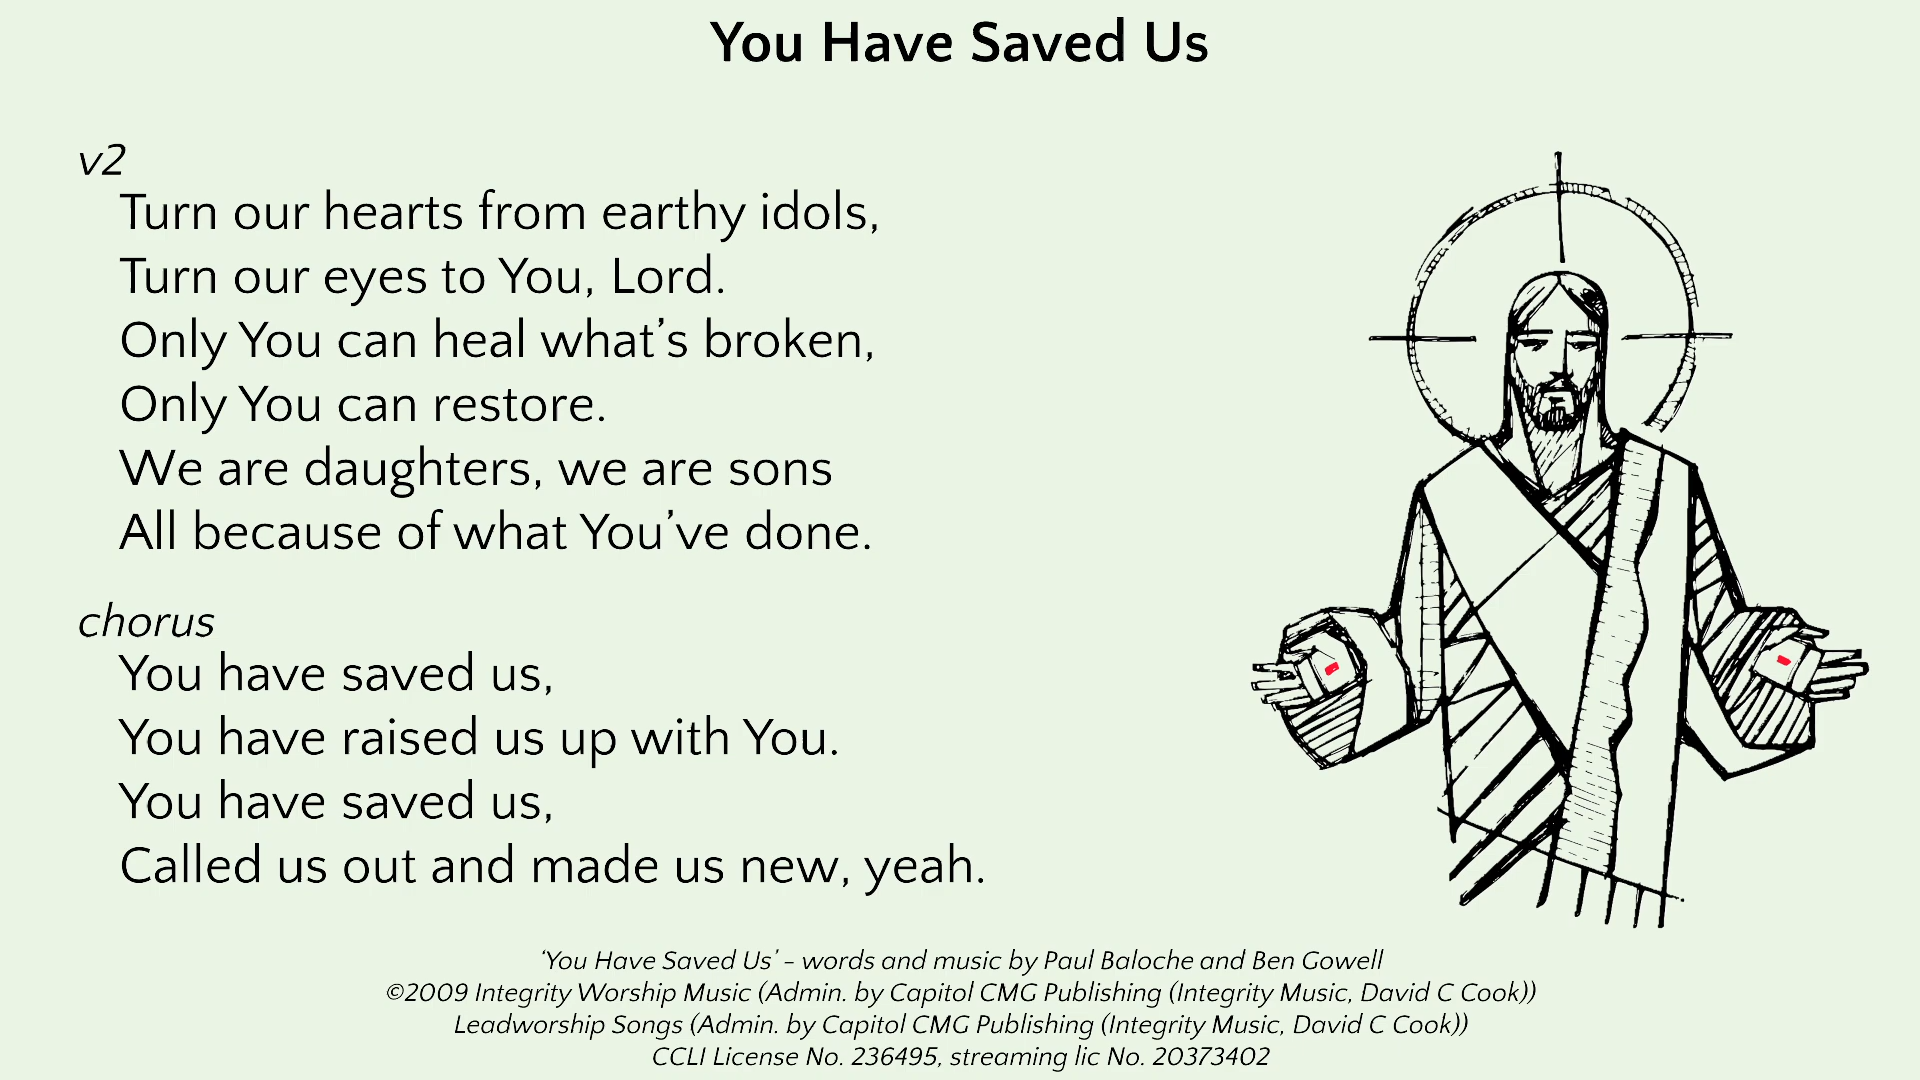 You Have Saved Us
v2
Turn our hearts from earthy idols,
Turn our eyes to You, Lord.
Only You can heal what’s broken,
Only You can restore.
We are daughters, we are sons
All because of what You’ve done.
chorus
You have saved us,
You have raised us up with You.
You have saved us,
Called us out and made us new, yeah.
‘You Have Saved Us’ – words and music by Paul Baloche and Ben Gowell
©2009 Integrity Worship Music (Admin. by Capitol CMG Publishing (Integrity Music, David C Cook))
Leadworship Songs (Admin. by Capitol CMG Publishing (Integrity Music, David C Cook))
CCLI License No. 236495, streaming lic No. 20373402